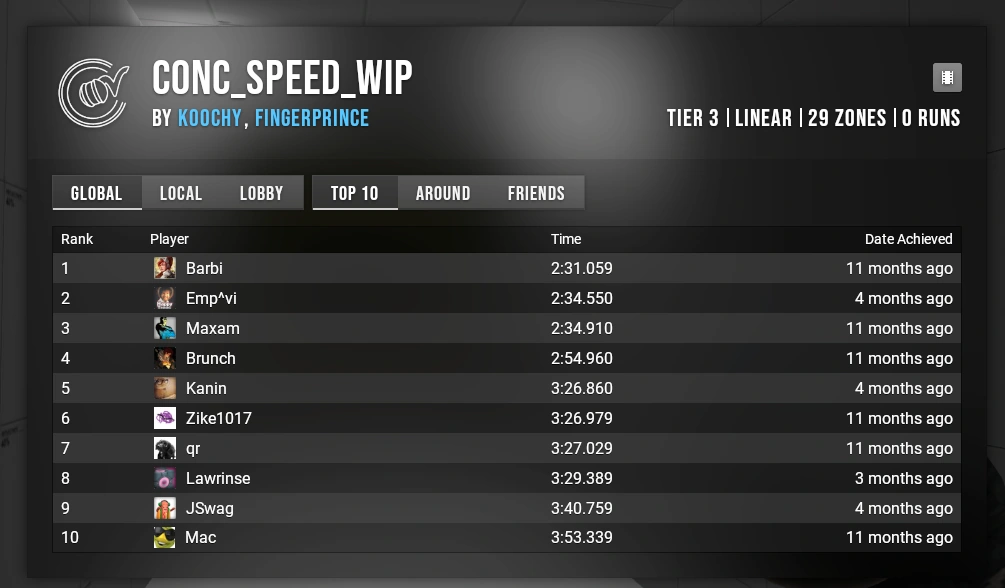 CONC_SPEED_WIP
BY KOOCHY, FINGERPRINCE
TIER 3 | LINEAR | 29 ZONES | 0 RUNS
GLOBAL LOCAL LOBBY TOP 10 AROUND FRIENDS
Rank Player Time Date Achieved
1 Barbi 2:31.059 11 months ago
2 Emp^vi 2:34.550 4 months ago
3 Maxam 2:34.910 11 months ago
4 Brunch 2:54.960 11 months ago
5 Kanin 3:26.860 4 months ago
6 Zike1017 3:26.979 11 months ago
7 qr 3:27.029 11 months ago
8 Lawrinse 3:29.389 3 months ago
9 JSwag 3:40.759 4 months ago
10 Mac 3:53.339 11 months ago